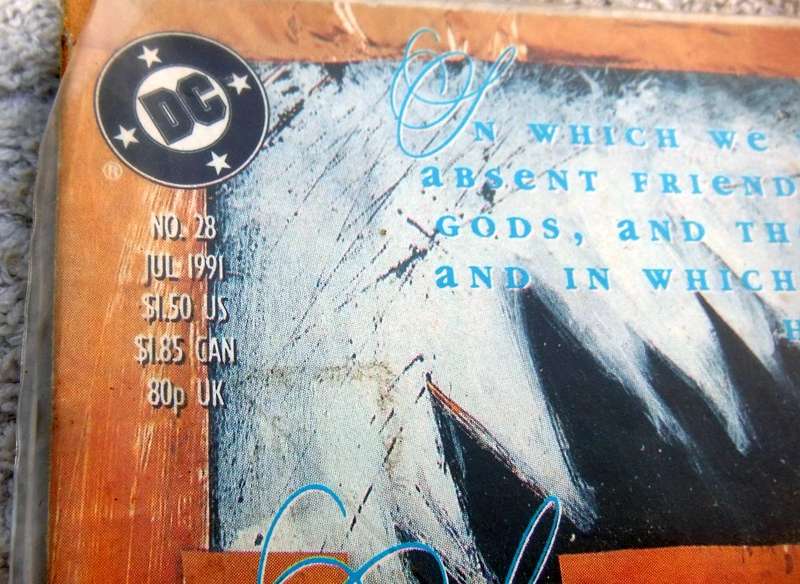 DC
®
NO. 28
JUL 1991
$1.50 US
$1.85 CAN
80p UK
IN WHICH WE
ABSENT FRIEND
GODS, AND TH
AND IN WHICH
H